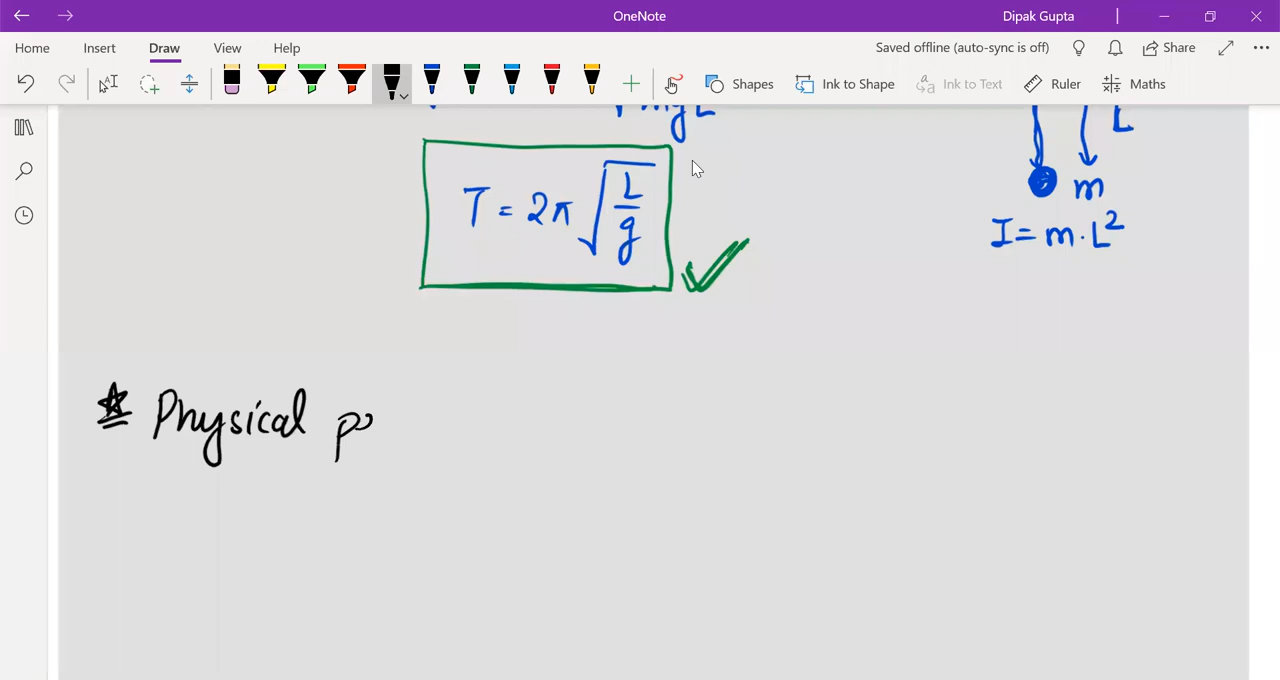 OneNote
Dipak Gupta
Home Insert Draw View Help
Saved offline (auto-sync is off) Share
Shapes Ink to Shape Ink to Text Ruler Maths
L
T = 2π √(L/g)
m
I = m·L²
Physical p